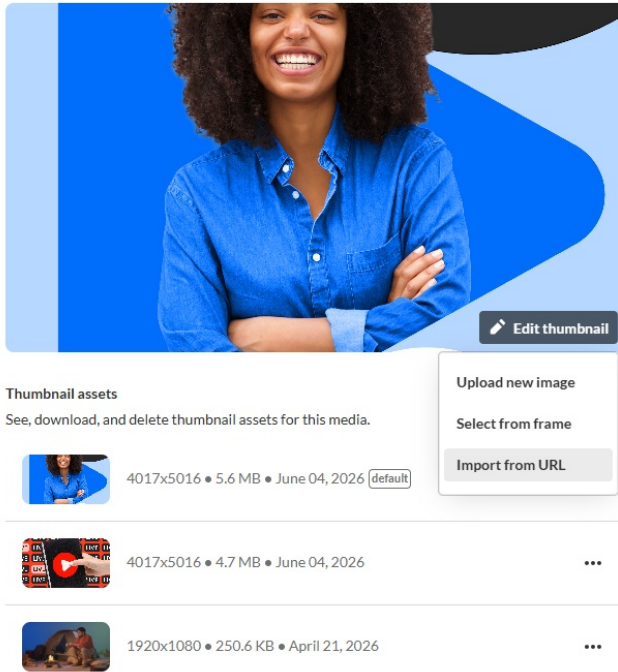 Edit thumbnail
Upload new image
Select from frame
Import from URL
Thumbnail assets
See, download, and delete thumbnail assets for this media.
4017x5016 • 5.6 MB • June 04, 2026 default
4017x5016 • 4.7 MB • June 04, 2026
1920x1080 • 250.6 KB • April 21, 2026